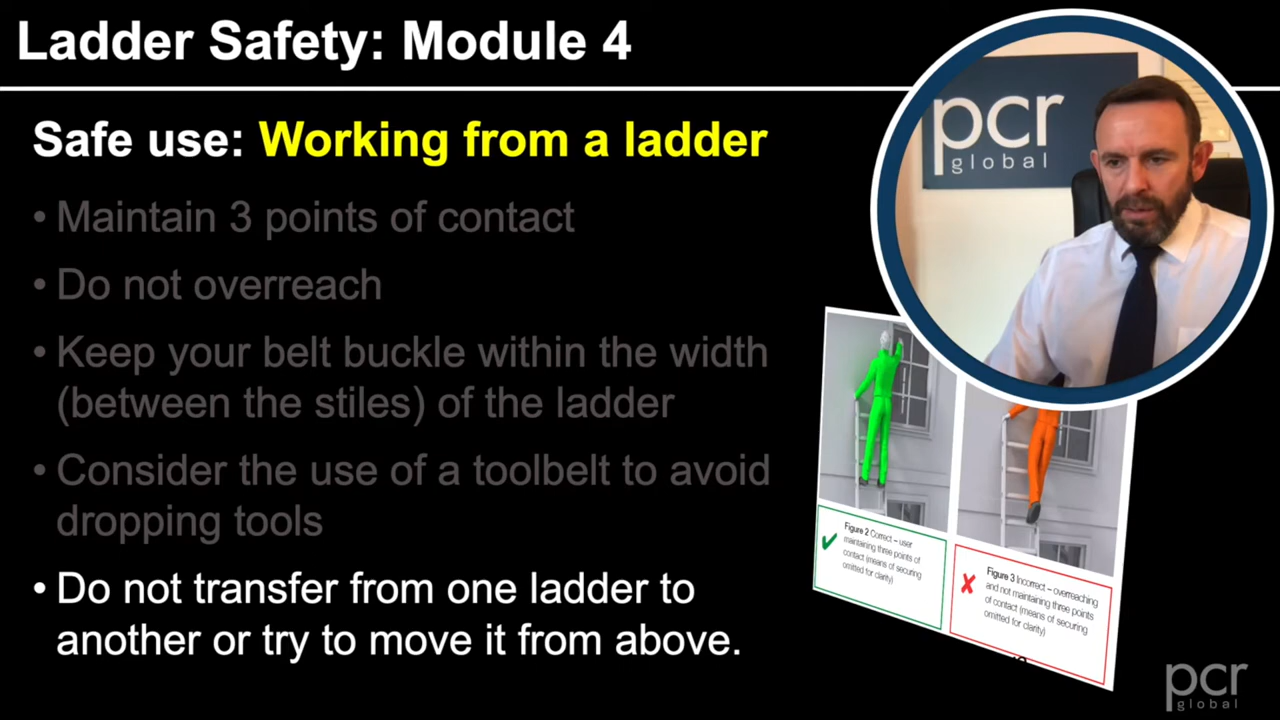 Ladder Safety: Module 4
pcr
global
Safe use: Working from a ladder
• Maintain 3 points of contact
• Do not overreach
• Keep your belt buckle within the width
(between the stiles) of the ladder
• Consider the use of a toolbelt to avoid
dropping tools
• Do not transfer from one ladder to
another or try to move it from above.
Figure 2 Correct – user
maintaining three points of
contact (means of securing
omitted for clarity)
Figure 3 Incorrect – overreaching
and not maintaining three points
of contact (means of securing
omitted for clarity)
pcr
global